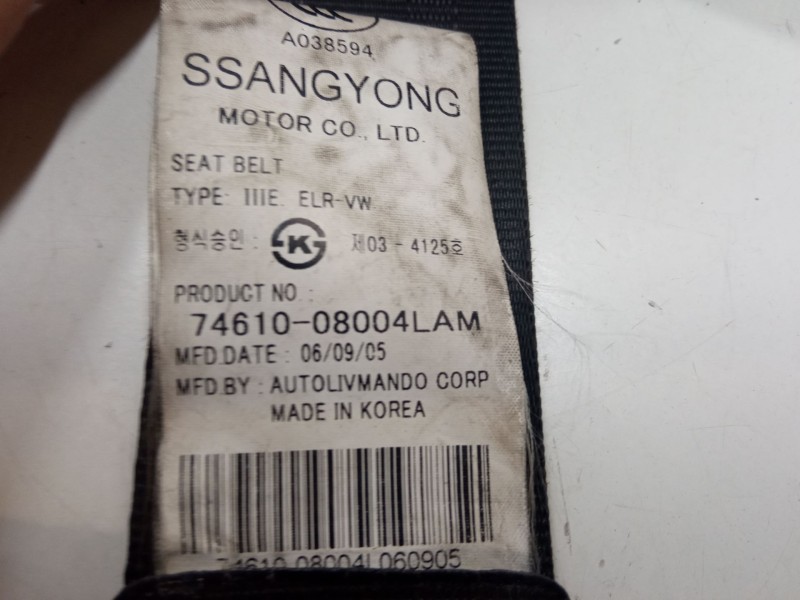 A038594
SSANGYONG
MOTOR CO., LTD.
SEAT BELT
TYPE: IIIE. ELR-VW
형식승인 : K 제03 - 4125호
PRODUCT NO :
74610-08004LAM
MFD.DATE : 06/09/05
MFD.BY : AUTOLIVMANDO CORP
MADE IN KOREA
74610 08004L060905